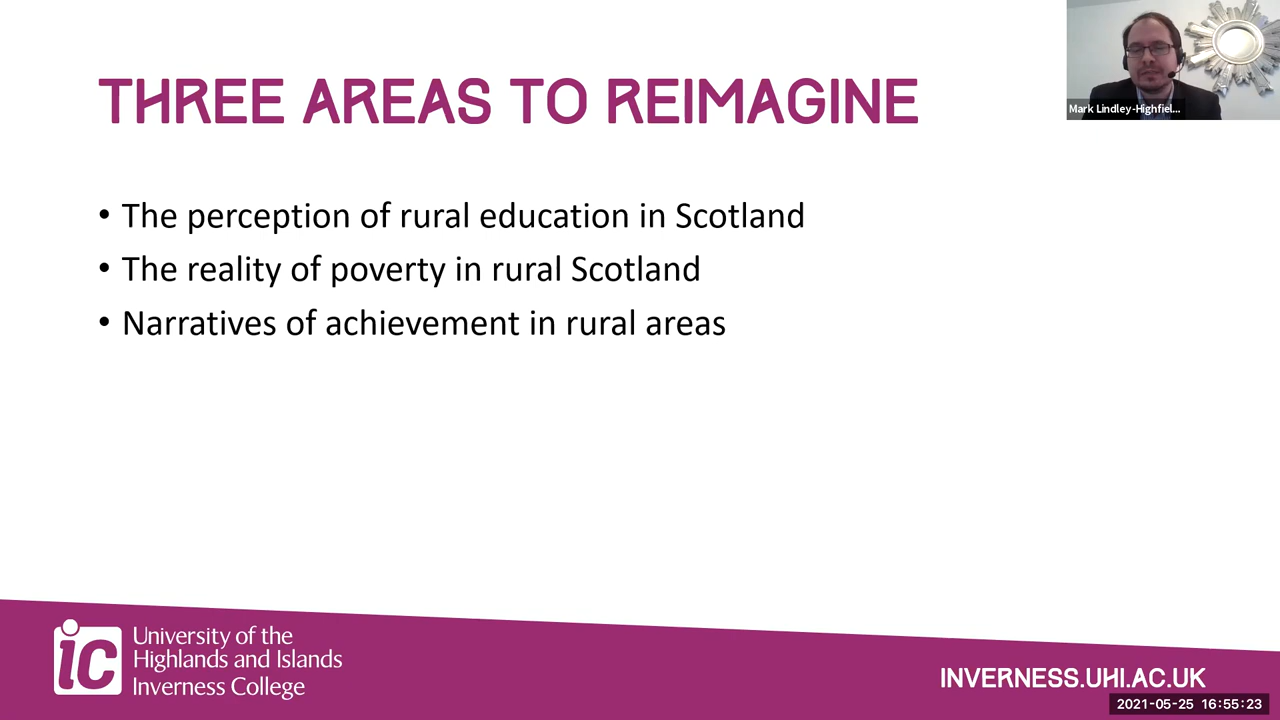 THREE AREAS TO REIMAGINE
Mark Lindley-Highfiel...
• The perception of rural education in Scotland
• The reality of poverty in rural Scotland
• Narratives of achievement in rural areas
ic
University of the
Highlands and Islands
Inverness College
INVERNESS.UHI.AC.UK
2021-05-25 16:55:23